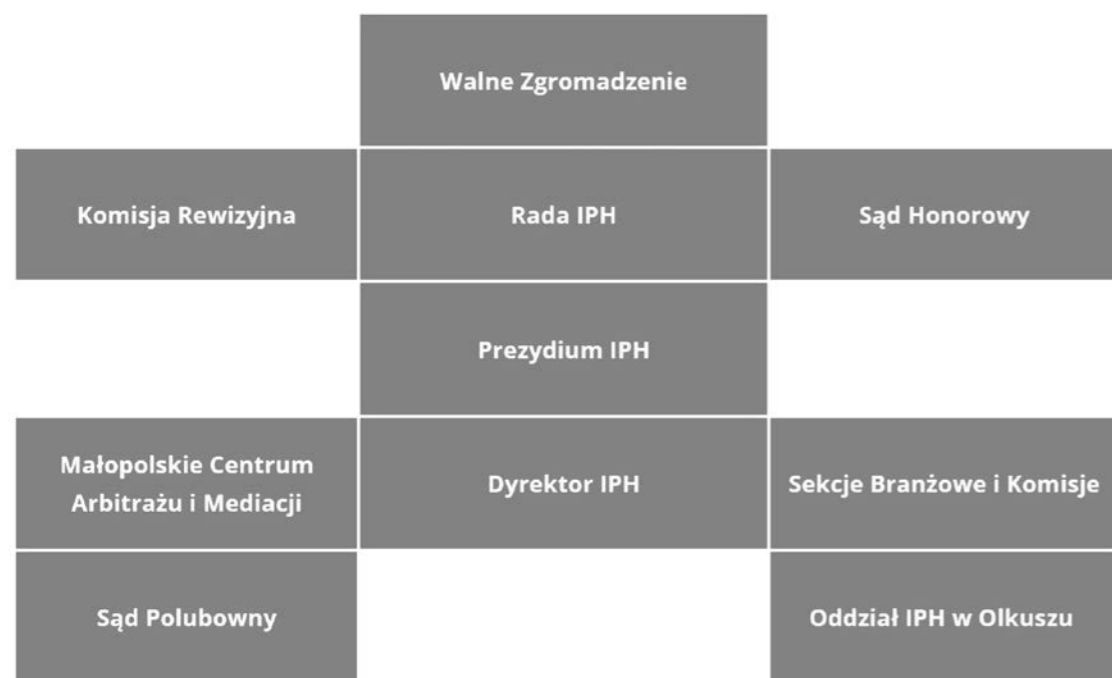 Walne Zgromadzenie
Komisja Rewizyjna
Rada IPH
Sąd Honorowy
Prezydium IPH
Małopolskie Centrum
Arbitrażu i Mediacji
Dyrektor IPH
Sekcje Branżowe i Komisje
Sąd Polubowny
Oddział IPH w Olkuszu